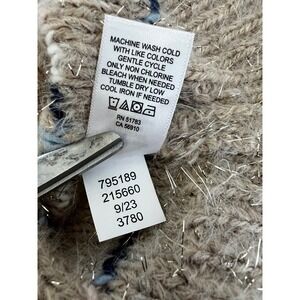 MACHINE WASH COLD
WITH LIKE COLORS
GENTLE CYCLE
ONLY NON CHLORINE
BLEACH WHEN NEEDED
TUMBLE DRY LOW
COOL IRON IF NEEDED
RN 51783
CA 56910
795189
215660
9/23
3780